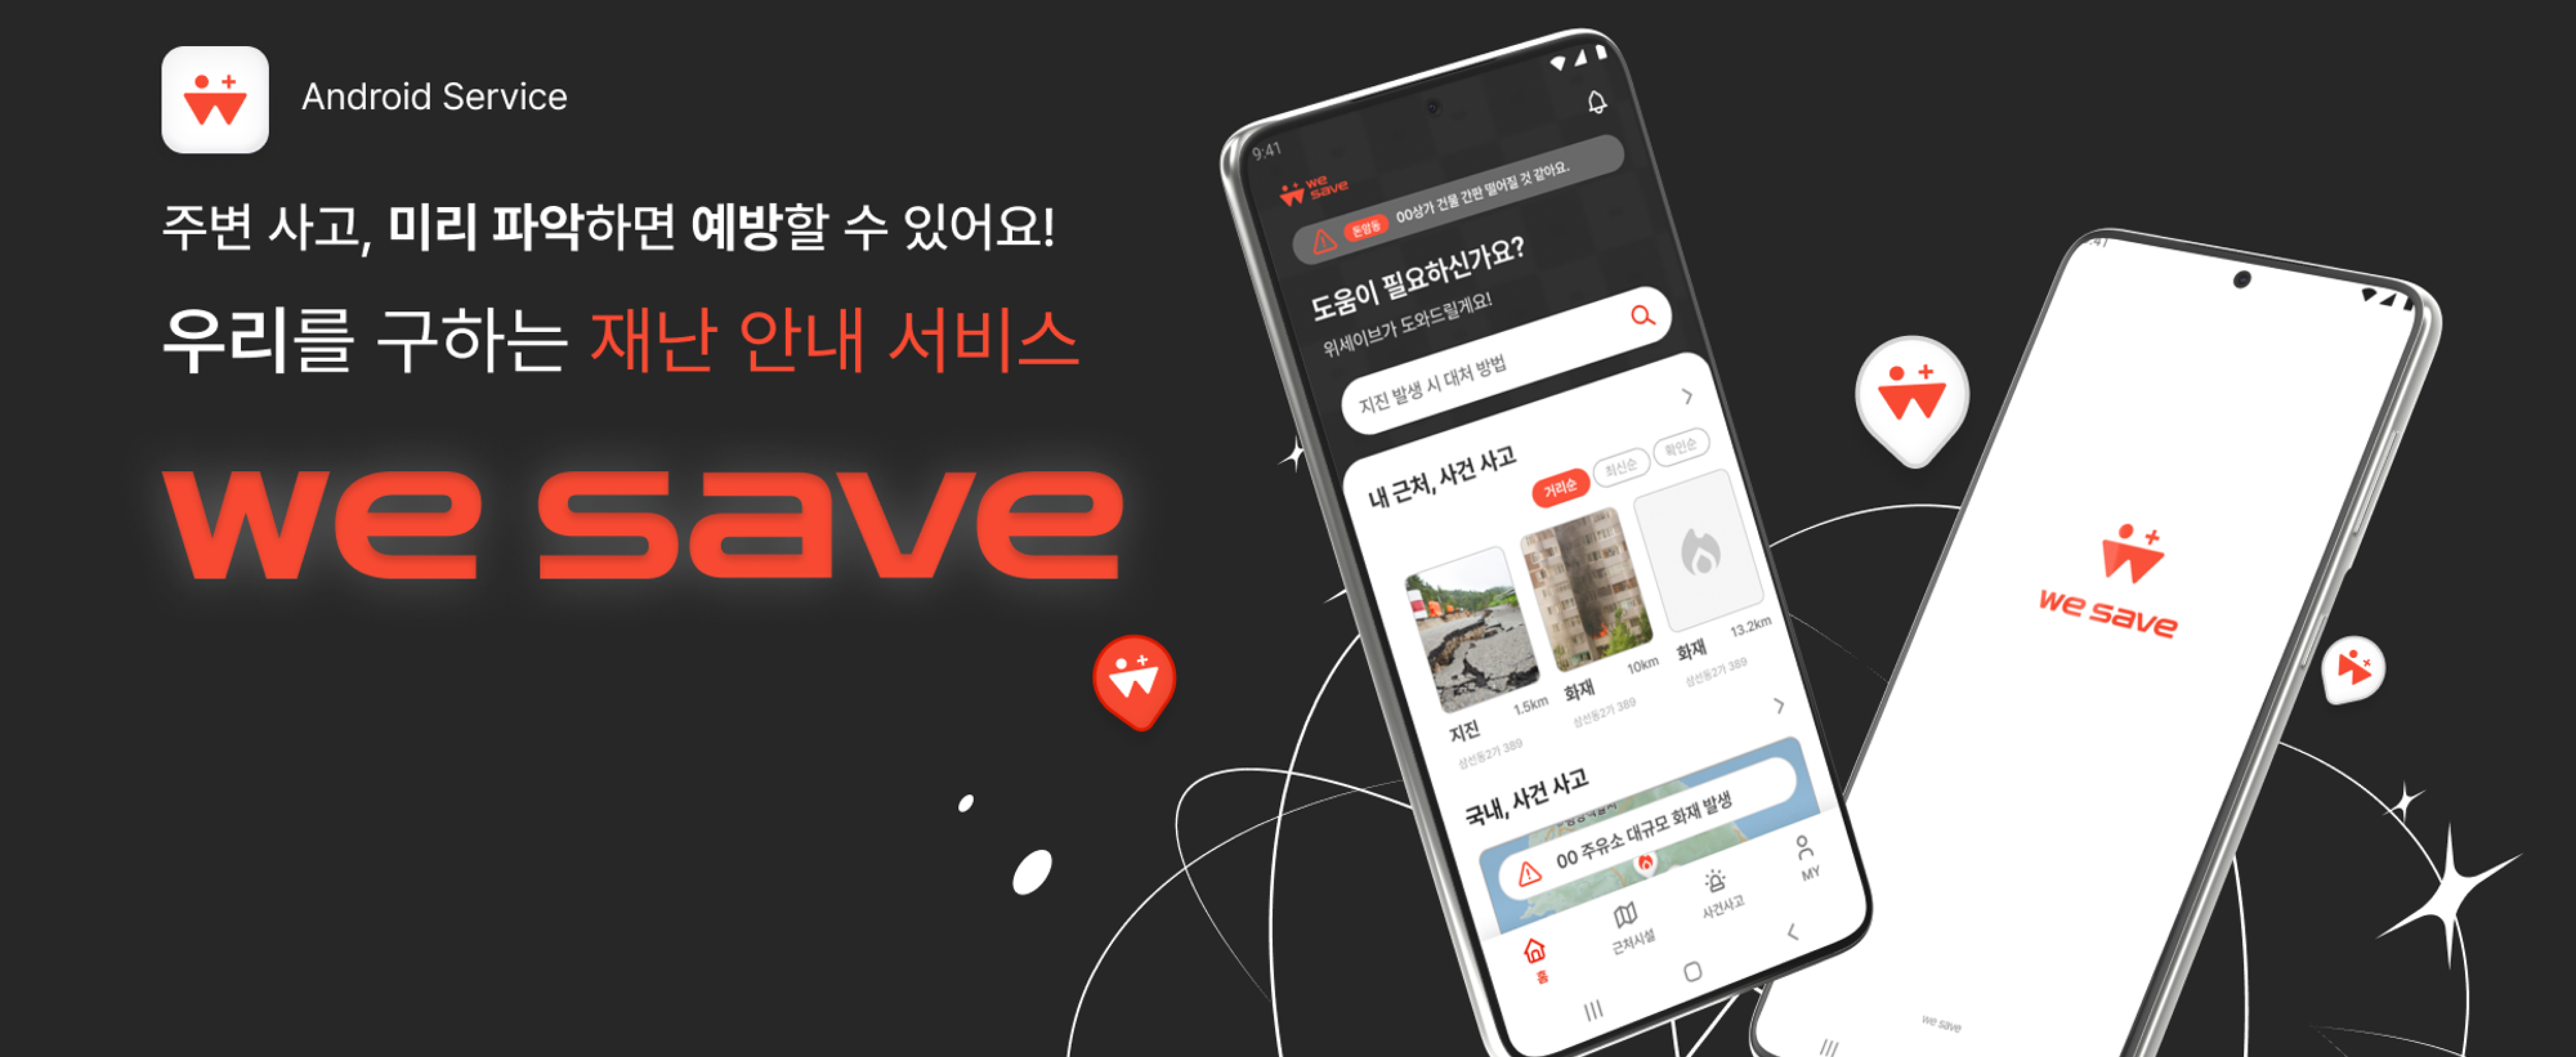 Android Service
주변 사고, 미리 파악하면 예방할 수 있어요!
우리를 구하는 재난 안내 서비스
we save
9:41
we save
돈암동 00상가 건물 간판 떨어질 것 같아요.
도움이 필요하신가요?
위세이브가 도와드릴게요!
지진 발생 시 대처 방법
내 근처, 사건 사고
거리순 최신순 확인순
지진 1.5km
삼선동2가 389
화재 10km
삼선동2가 389
화재 13.2km
삼선동2가 389
국내, 사건 사고
00 주유소 대규모 화재 발생
홈 근처시설 사건사고 MY
we save
we save